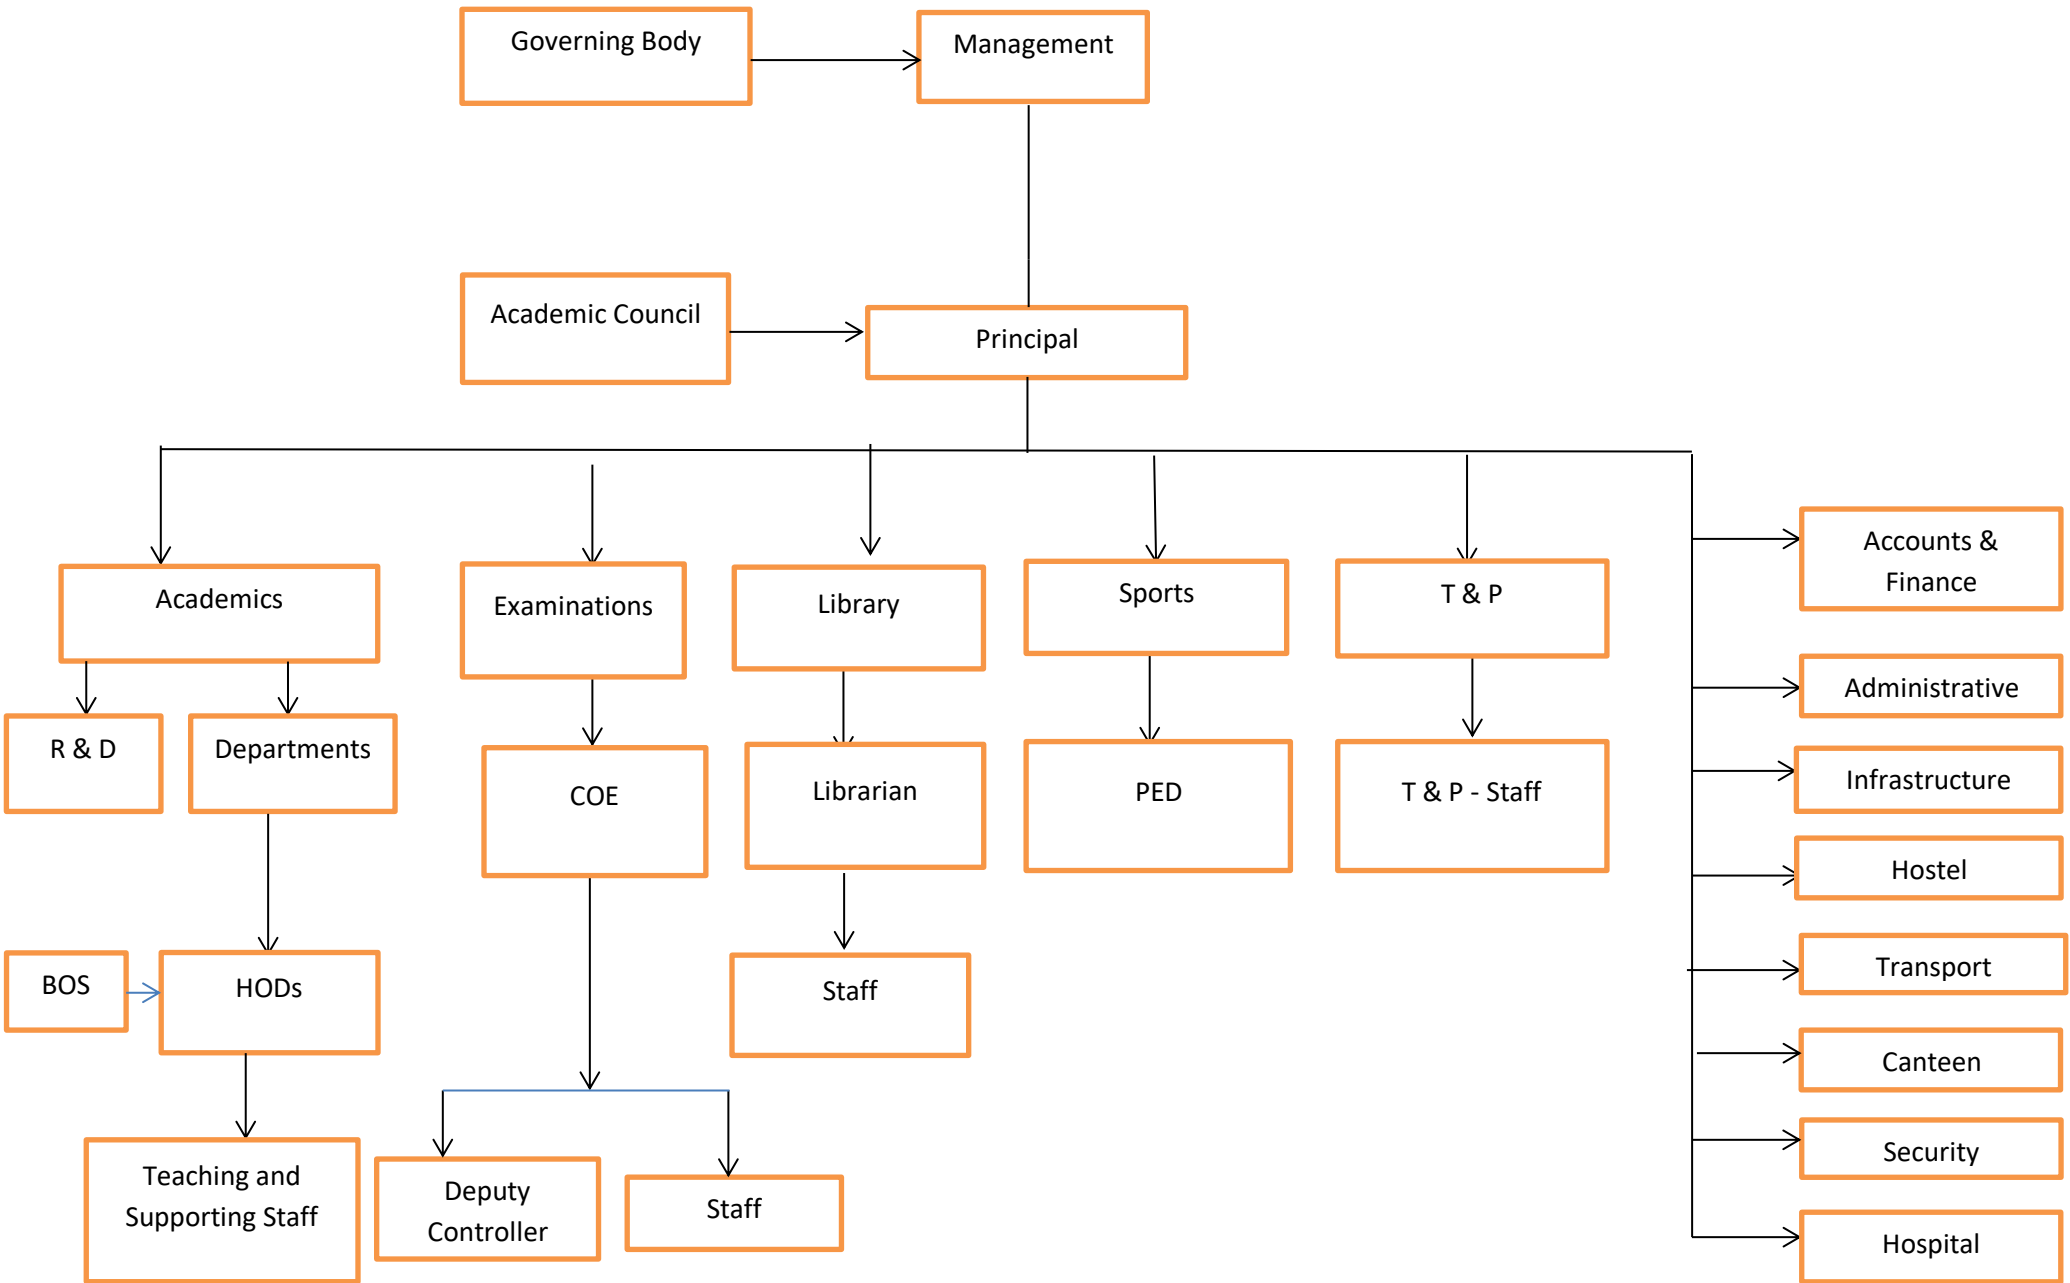 Governing Body
Management
Academic Council
Principal
Academics
Examinations
Library
Sports
T & P
Accounts &
Finance
Administrative
Infrastructure
Hostel
Transport
Canteen
Security
Hospital
R & D
Departments
COE
Librarian
PED
T & P - Staff
BOS
HODs
Staff
Teaching and
Supporting Staff
Deputy
Controller
Staff